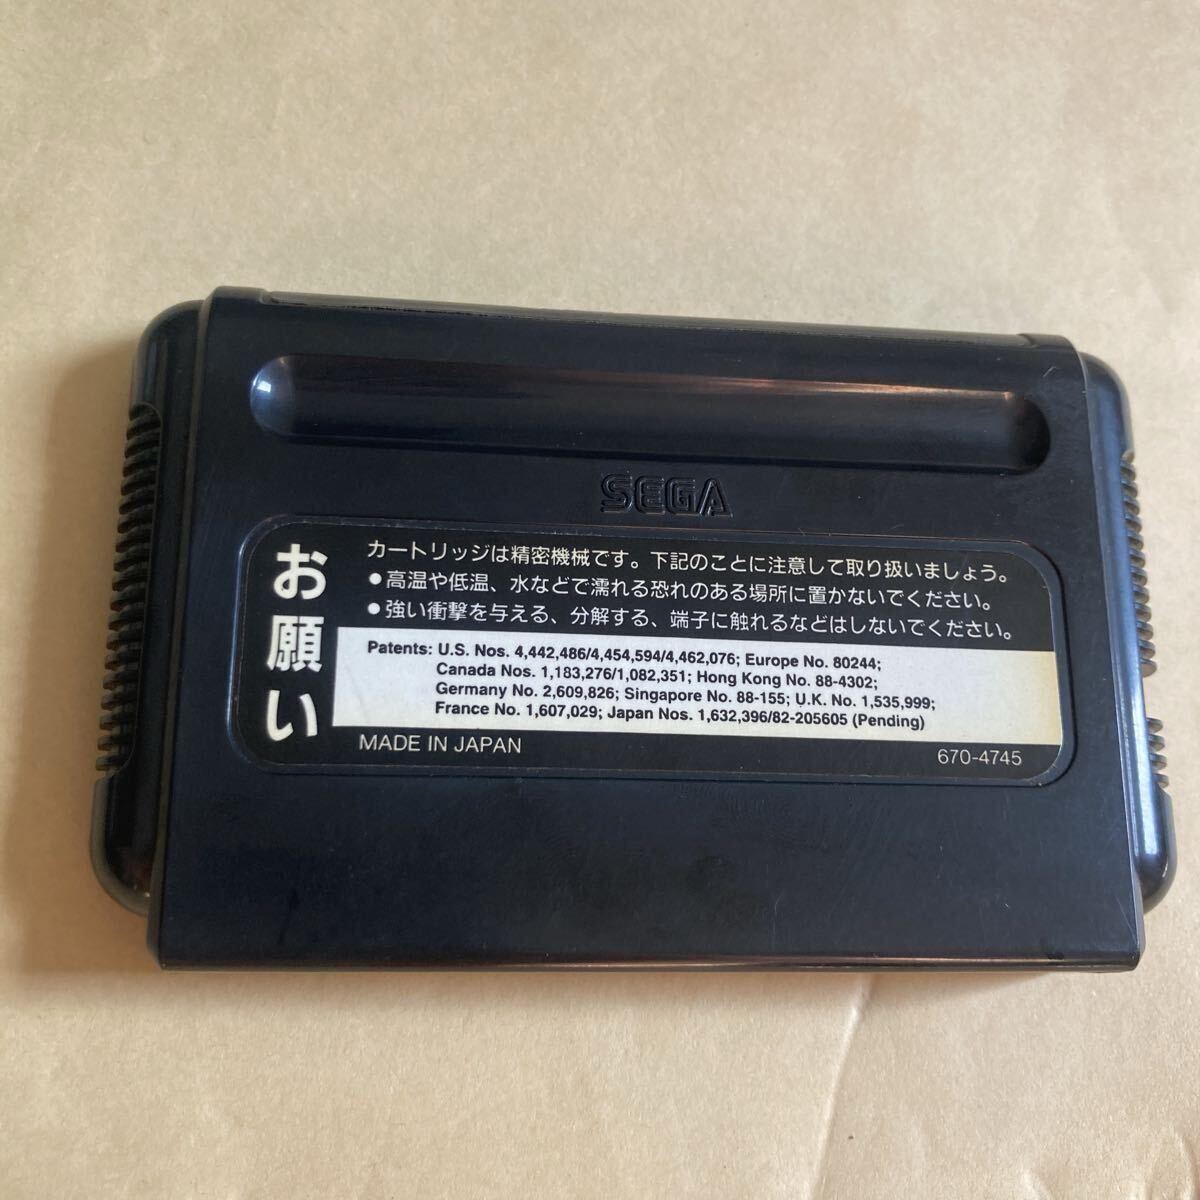 SEGA
お願い
カートリッジは精密機械です。下記のことに注意して取り扱いましょう。
●高温や低温、水などで濡れる恐れのある場所に置かないでください。
●強い衝撃を与える、分解する、端子に触れるなどはしないでください。
Patents: U.S. Nos. 4,442,486/4,454,594/4,462,076; Europe No. 80244;
Canada Nos. 1,183,276/1,082,351; Hong Kong No. 88-4302;
Germany No. 2,609,826; Singapore No. 88-155; U.K. No. 1,535,999;
France No. 1,607,029; Japan Nos. 1,632,396/82-205605 (Pending)
MADE IN JAPAN
670-4745